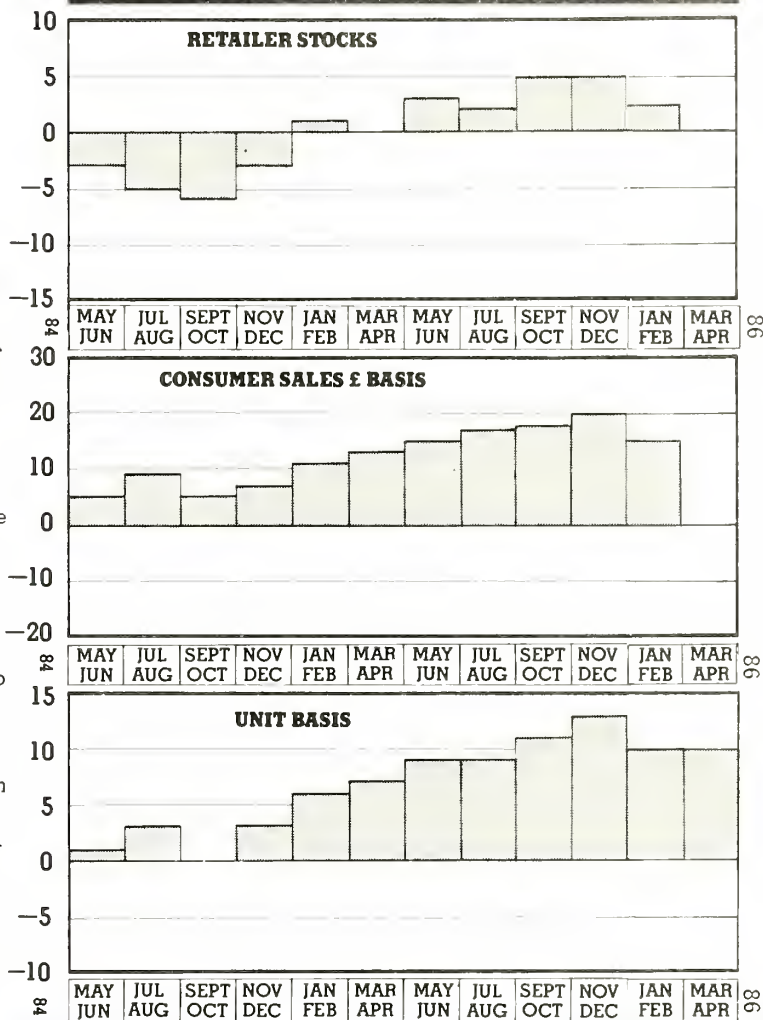 RETAILER STOCKS
10
5
0
−5
−10
−15
84
MAY JUL SEPT NOV JAN MAR MAY JUL SEPT NOV JAN MAR
JUN AUG OCT DEC FEB APR JUN AUG OCT DEC FEB APR
86
CONSUMER SALES £ BASIS
30
20
10
0
−10
−20
84
MAY JUL SEPT NOV JAN MAR MAY JUL SEPT NOV JAN MAR
JUN AUG OCT DEC FEB APR JUN AUG OCT DEC FEB APR
86
UNIT BASIS
15
10
5
0
−5
−10
84
MAY JUL SEPT NOV JAN MAR MAY JUL SEPT NOV JAN MAR
JUN AUG OCT DEC FEB APR JUN AUG OCT DEC FEB APR
86